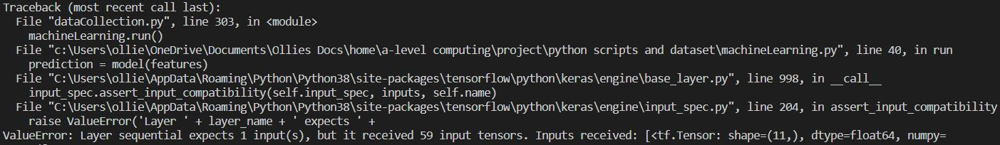 Traceback (most recent call last):
  File "dataCollection.py", line 303, in <module>
    machineLearning.run()
  File "c:\Users\ollie\OneDrive\Documents\Ollies Docs\home\a-level computing\project\python scripts and dataset\machineLearning.py", line 40, in run
    prediction = model(features)
  File "C:\Users\ollie\AppData\Roaming\Python\Python38\site-packages\tensorflow\python\keras\engine\base_layer.py", line 998, in __call__
    input_spec.assert_input_compatibility(self.input_spec, inputs, self.name)
  File "C:\Users\ollie\AppData\Roaming\Python\Python38\site-packages\tensorflow\python\keras\engine\input_spec.py", line 204, in assert_input_compatibility
    raise ValueError('Layer ' + layer_name + ' expects ' +
ValueError: Layer sequential expects 1 input(s), but it received 59 input tensors. Inputs received: [<tf.Tensor: shape=(11,), dtype=float64, numpy=